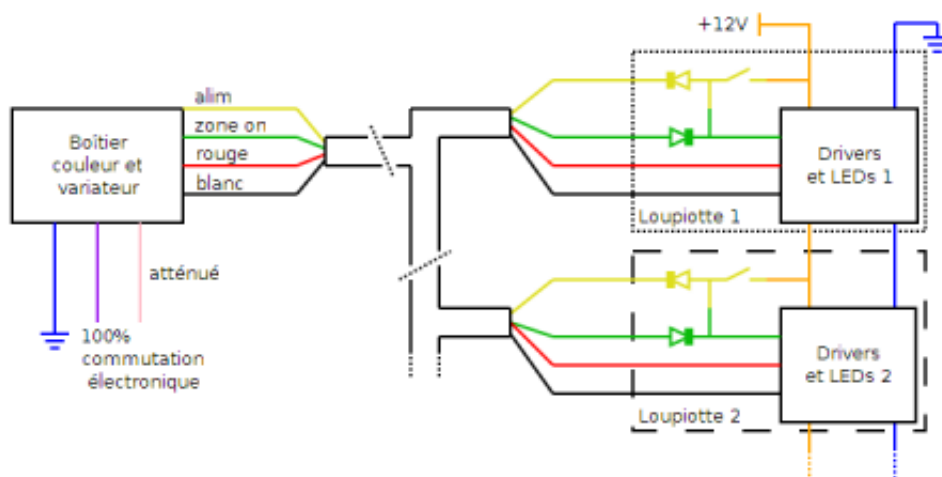 +12V
alim
zone on
rouge
blanc
Boîtier
couleur et
variateur
atténué
100%
commutation
électronique
Drivers
et LEDs 1
Loupiotte 1
Drivers
et LEDs 2
Loupiotte 2